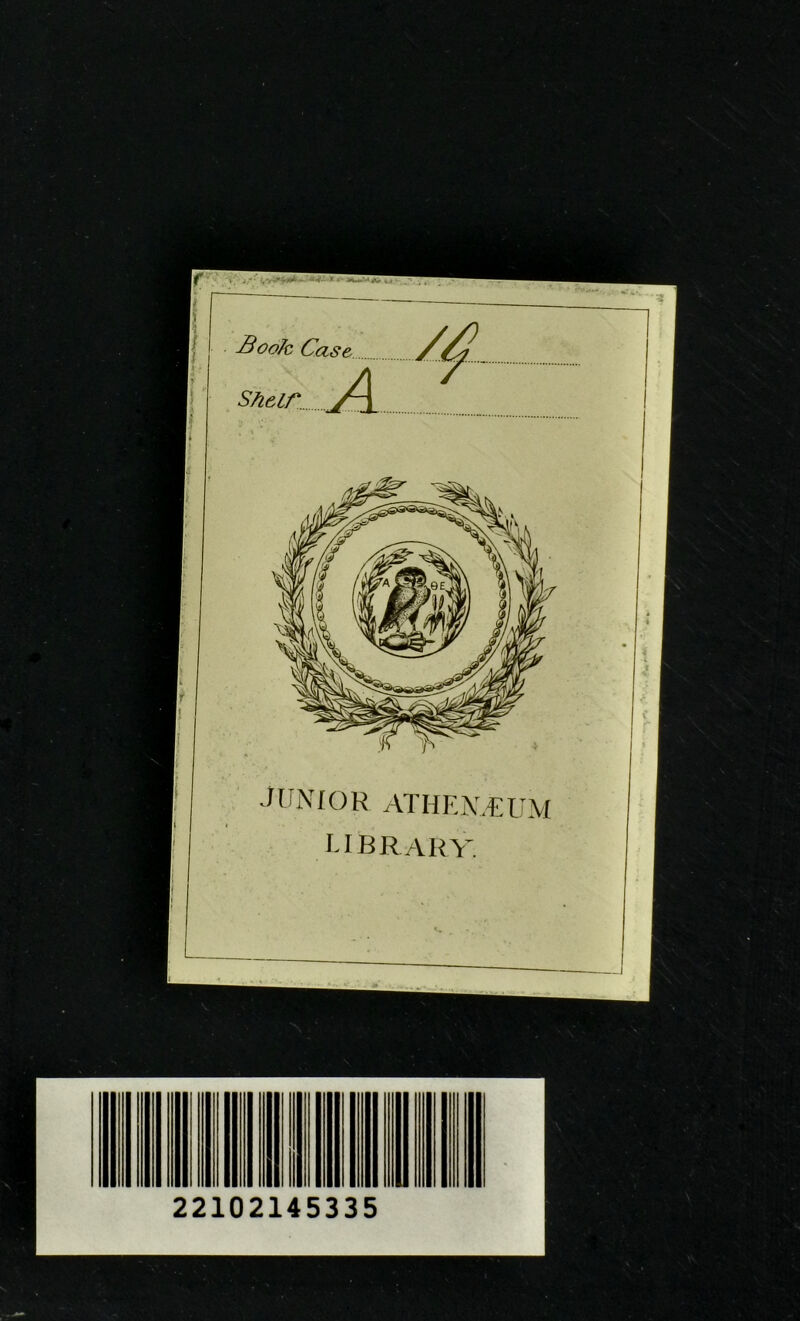 Book Case 19
Shelf A
A ΘE
JUNIOR ATHENÆUM
LIBRARY.
22102145335